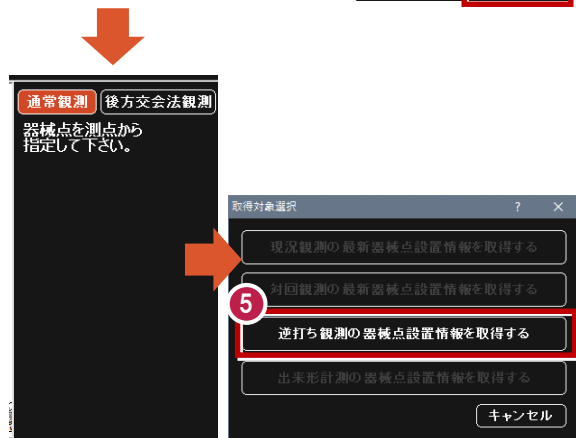 通常観測 後方交会法観測
器械点を測点から
指定して下さい。
取得対象選択 ? ×
現況観測の最新器械点設置情報を取得する
対回観測の最新器械点設置情報を取得する
5
逆打ち観測の器械点設置情報を取得する
出来形計測の器械点設置情報を取得する
キャンセル